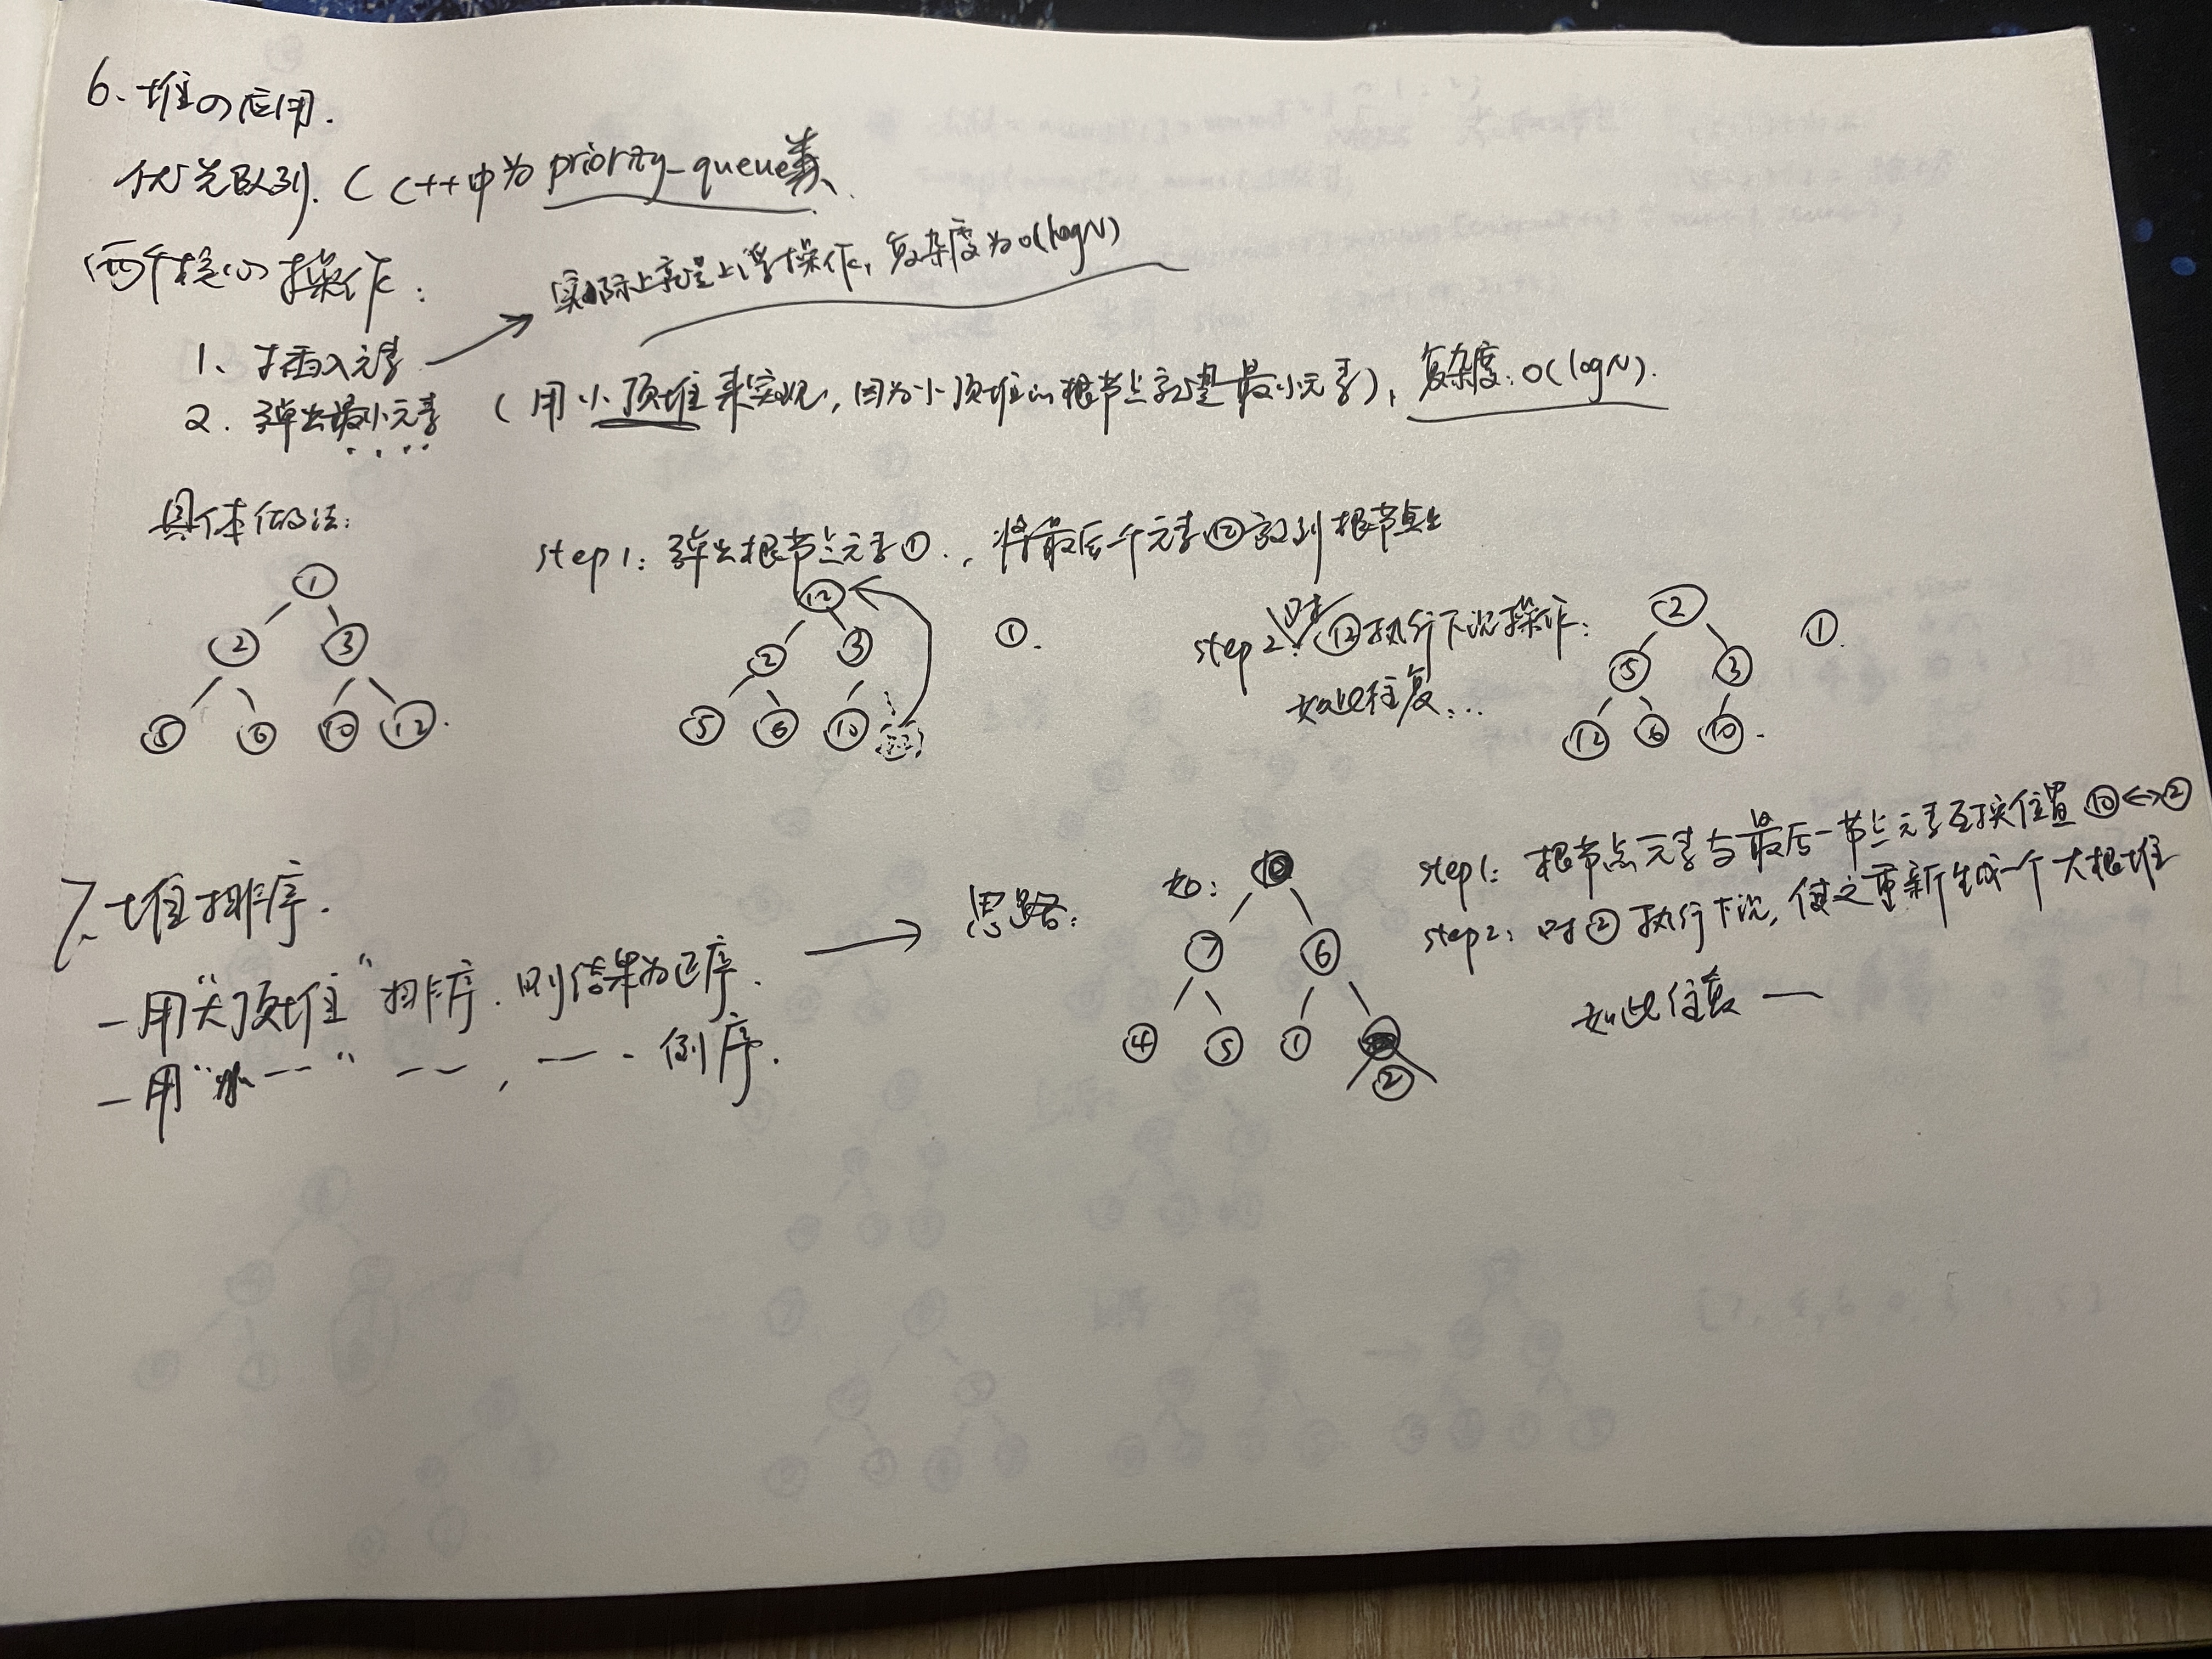 6、堆の应用.
优先队列. ( C++中为 priority_queue类、
两个核心操作:
实际上就是上浮操作, 复杂度为O(logN)
1、插入元素
2. 弹出最小元素 (用小顶堆来实现, 因为小顶堆的根节点就是最小元素), 复杂度: O(logN).
具体做法:
step1: 弹出根节点元素①., 将最后一个元素⑫放到根节点处
① ② ③ ⑤ ⑥ ⑩ ⑫
⑫ ② ③ ⑤ ⑥ ⑩ ①.
step2: 对⑫执行下沉操作:
如此往复...
② ⑤ ③ ⑫ ⑥ ⑩ ①.
7、堆排序.
- 用"大顶堆"排序. 则结果为正序.
- 用"小 - -" - -, - - - 倒序.
思路:
如: ⑩ ⑦ ⑥ ④ ⑤ ① ②
step1: 根节点元素与最后一节点元素互换位置 ⑩<->②
step2: 对②执行下沉, 使之重新生成一个大根堆
如此往复 —